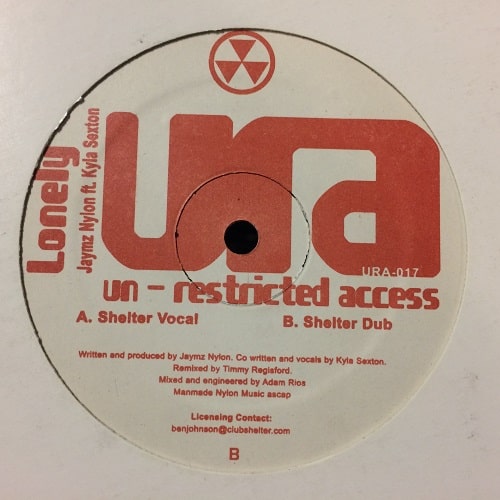 Lonely
Jaymz Nylon ft. Kyla Sexton
ura
URA-017
un - restricted access
A. Shelter Vocal
B. Shelter Dub
Written and produced by Jaymz Nylon. Co written and vocals by Kyla Sexton.
Remixed by Timmy Regisford.
Mixed and engineered by Adam Rios
Manmade Nylon Music ascap
Licensing Contact:
benjohnson@clubshelter.com
B